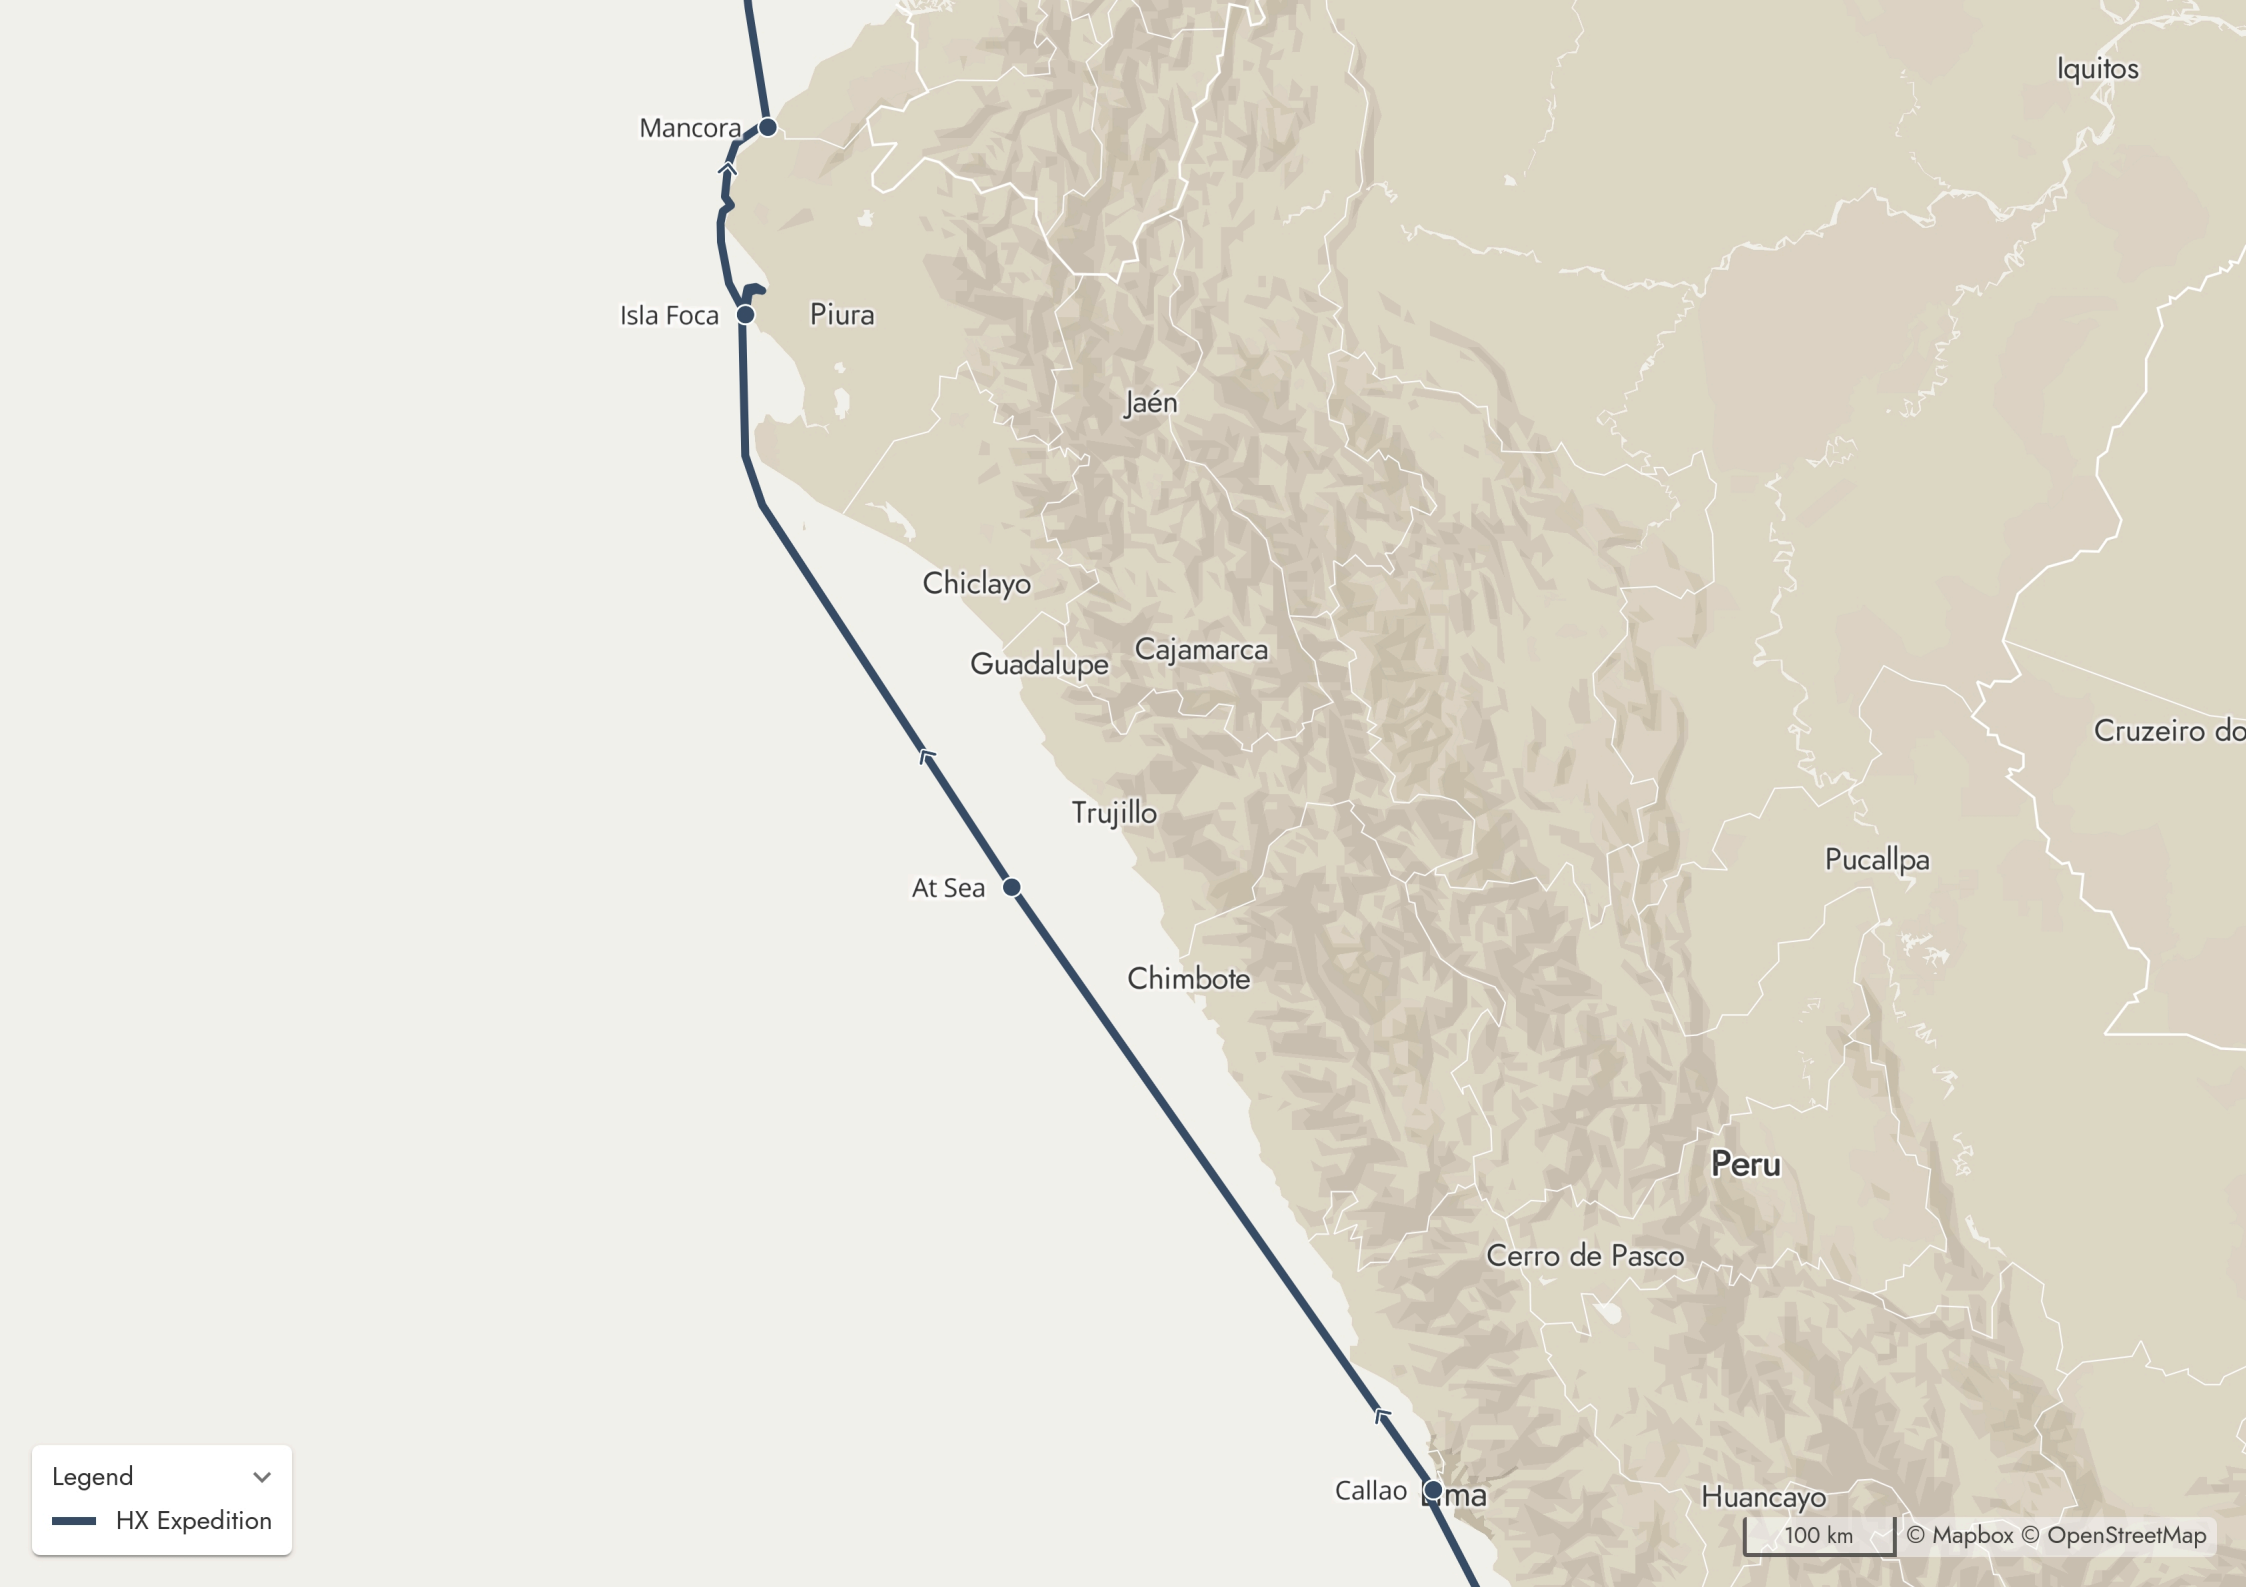 Iquitos
Mancora
Isla Foca
Piura
Jaén
Chiclayo
Cajamarca
Guadalupe
Cruzeiro do
Trujillo
Pucallpa
At Sea
Chimbote
Peru
Cerro de Pasco
Legend
HX Expedition
Callao
Lima
Huancayo
100 km
© Mapbox © OpenStreetMap